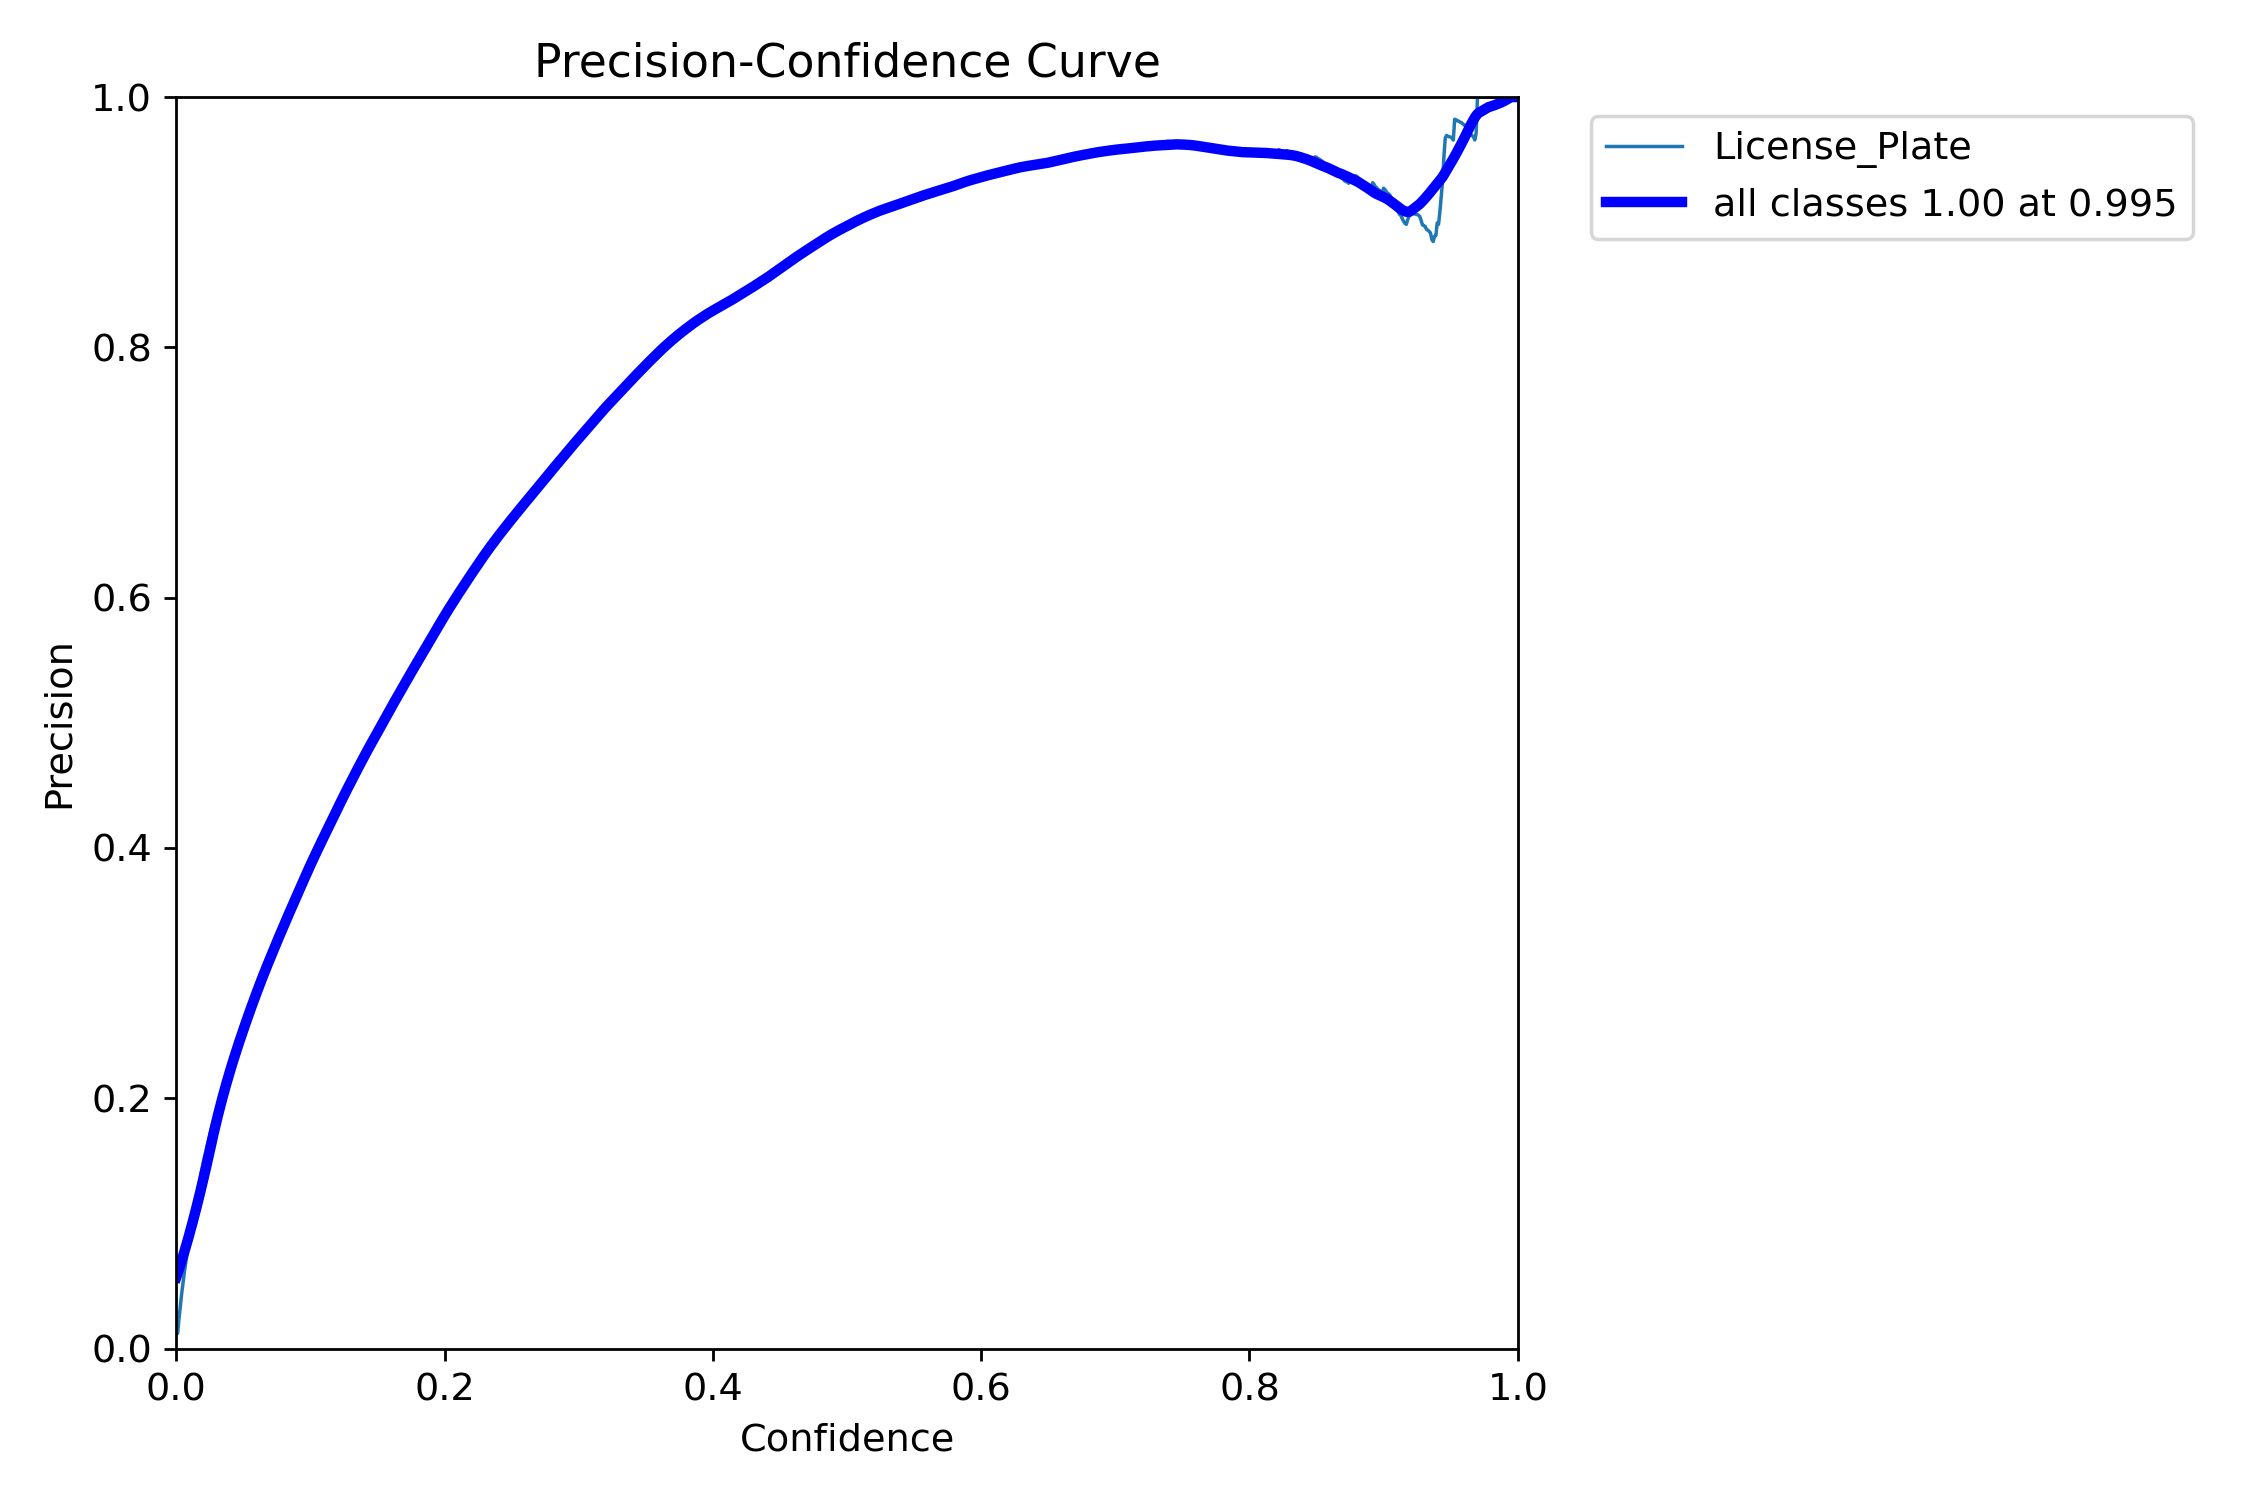 Precision-Confidence Curve
1.0
0.8
0.6
0.4
0.2
0.0
Precision
0.0 0.2 0.4 0.6 0.8 1.0
Confidence
License_Plate
all classes 1.00 at 0.995